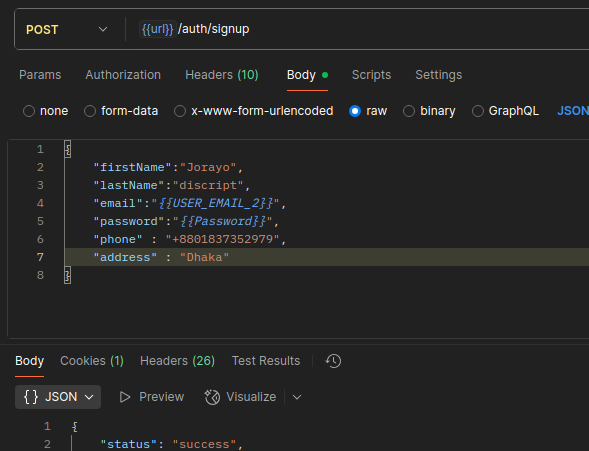 POST {{url}} /auth/signup
Params Authorization Headers (10) Body Scripts Settings
none form-data x-www-form-urlencoded raw binary GraphQL JSON
1 {
2 "firstName":"Jorayo",
3 "lastName":"discript",
4 "email":"{{USER_EMAIL_2}}",
5 "password":"{{Password}}",
6 "phone" : "+8801837352979",
7 "address" : "Dhaka"
8 }
Body Cookies (1) Headers (26) Test Results
{} JSON Preview Visualize
1 {
2 "status": "success",